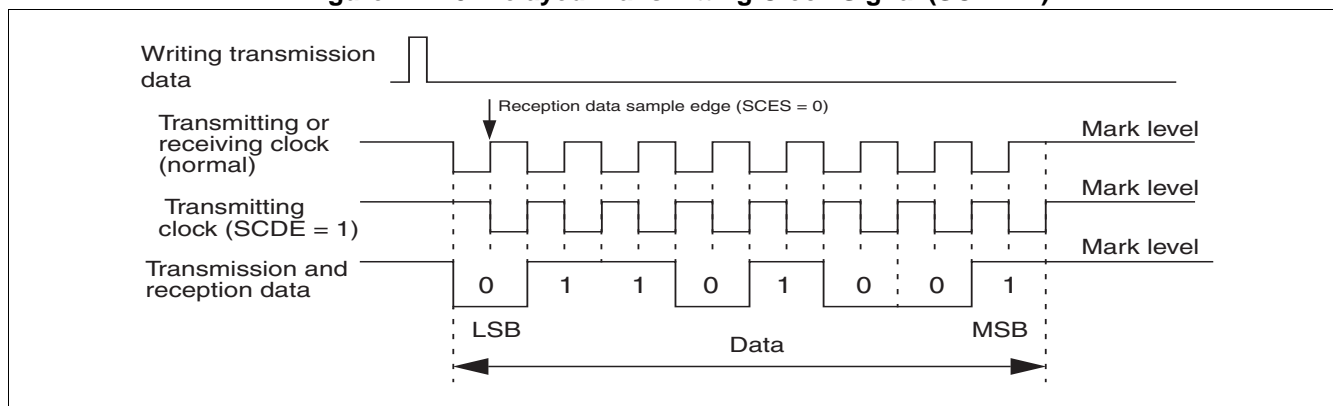 Writing transmission
data
Reception data sample edge (SCES = 0)
Transmitting or
receiving clock
(normal)
Mark level
Transmitting
clock (SCDE = 1)
Mark level
Transmission and
reception data
Mark level
0 1 1 0 1 0 0 1
LSB MSB
Data